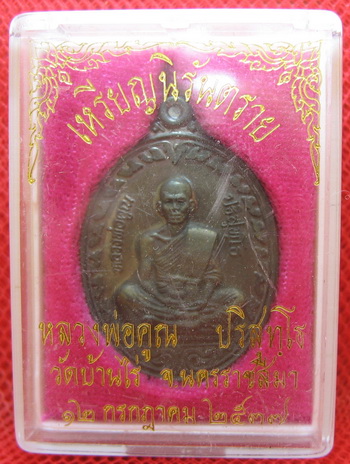 เหรียญนิรันตราย
หลวงพ่อคูณ ปริสุทฺโธ
วัดบ้านไร่ จ.นครราชสีมา
๑๒ กรกฎาคม ๒๕๓๗